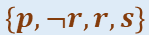 {p, ¬r, r, s}